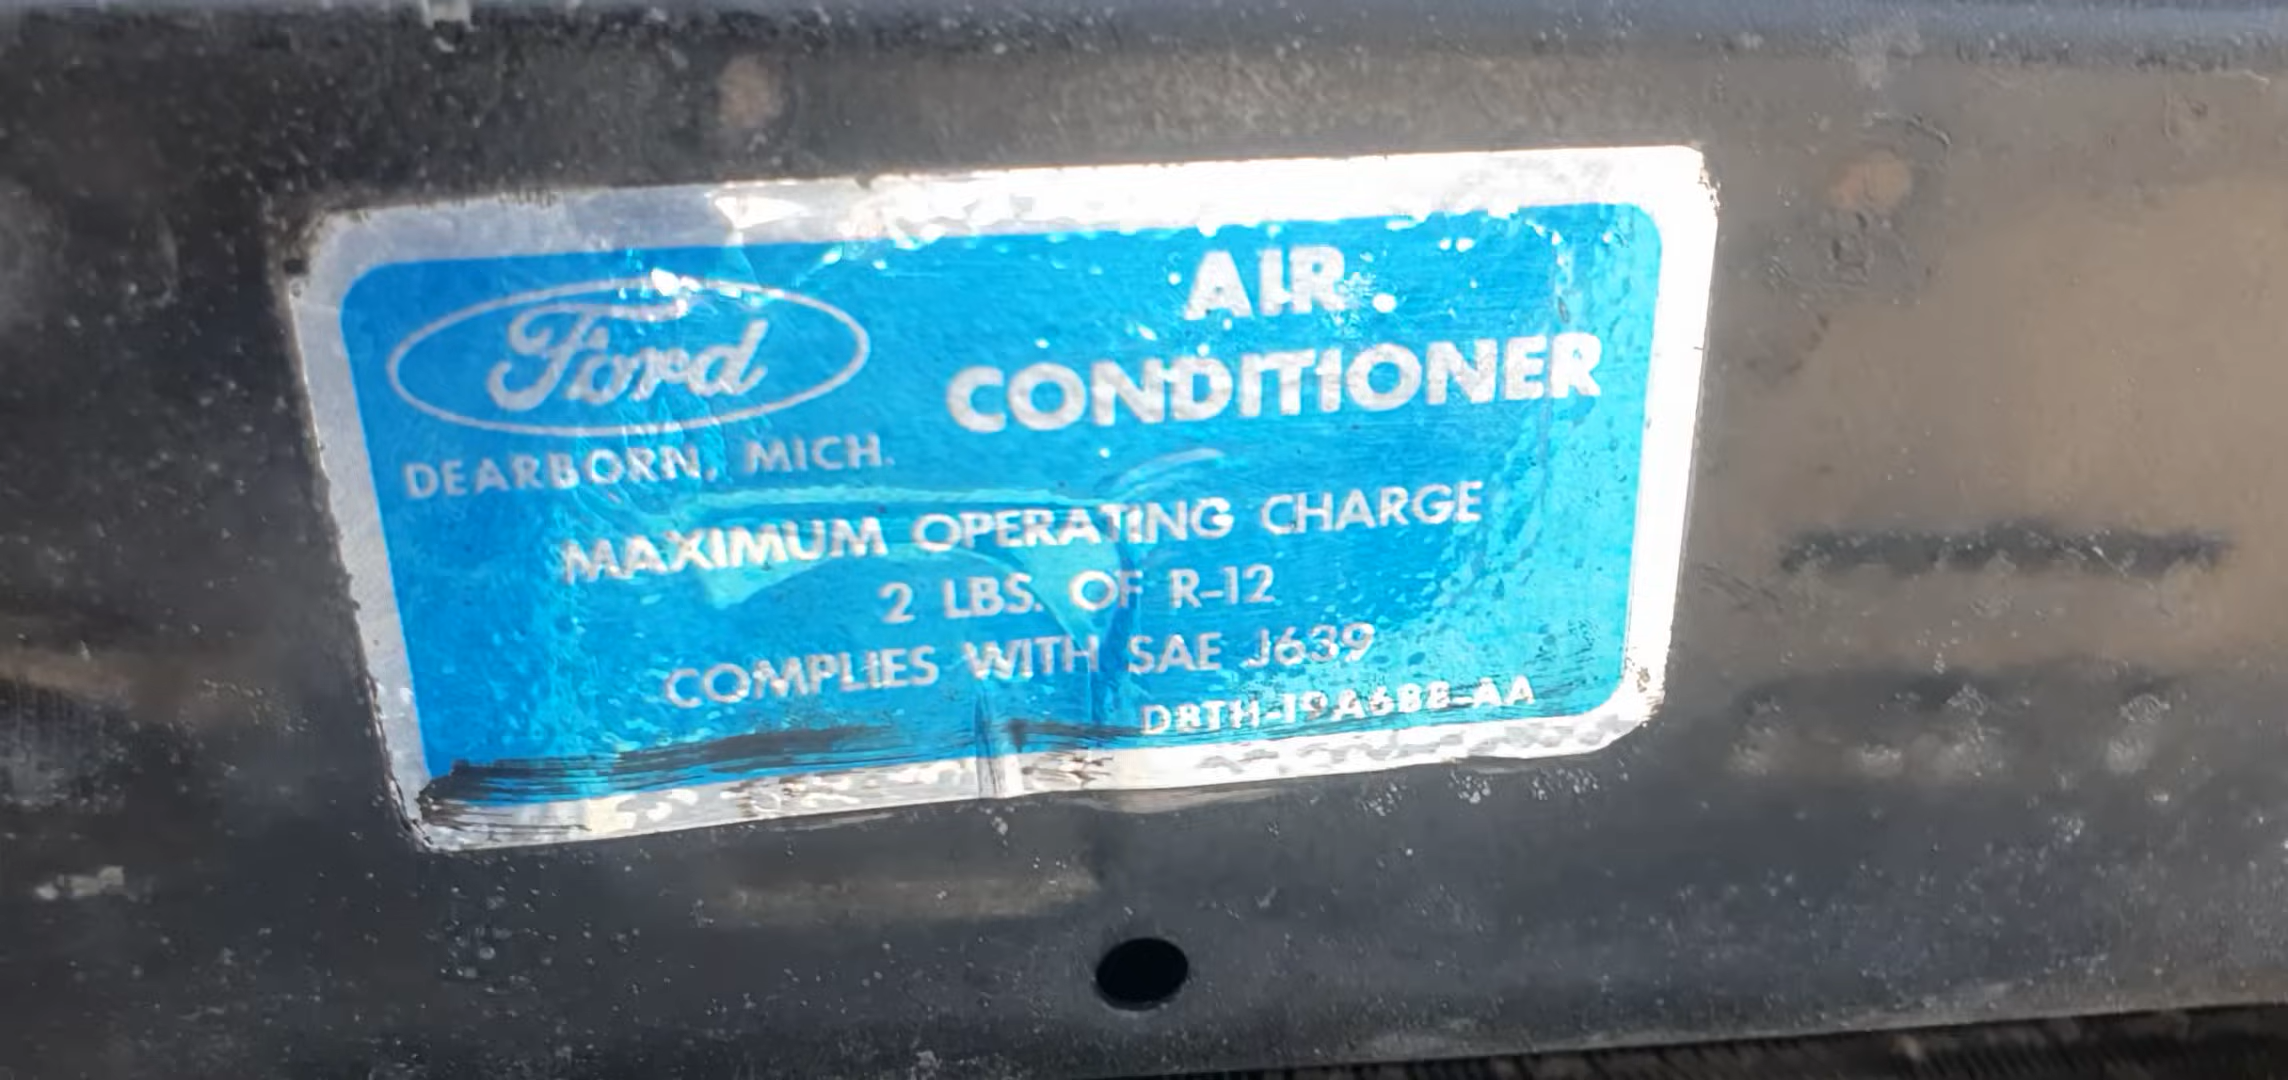 Ford
AIR
CONDITIONER
DEARBORN, MICH.
MAXIMUM OPERATING CHARGE
2 LBS. OF R-12
COMPLIES WITH SAE J639